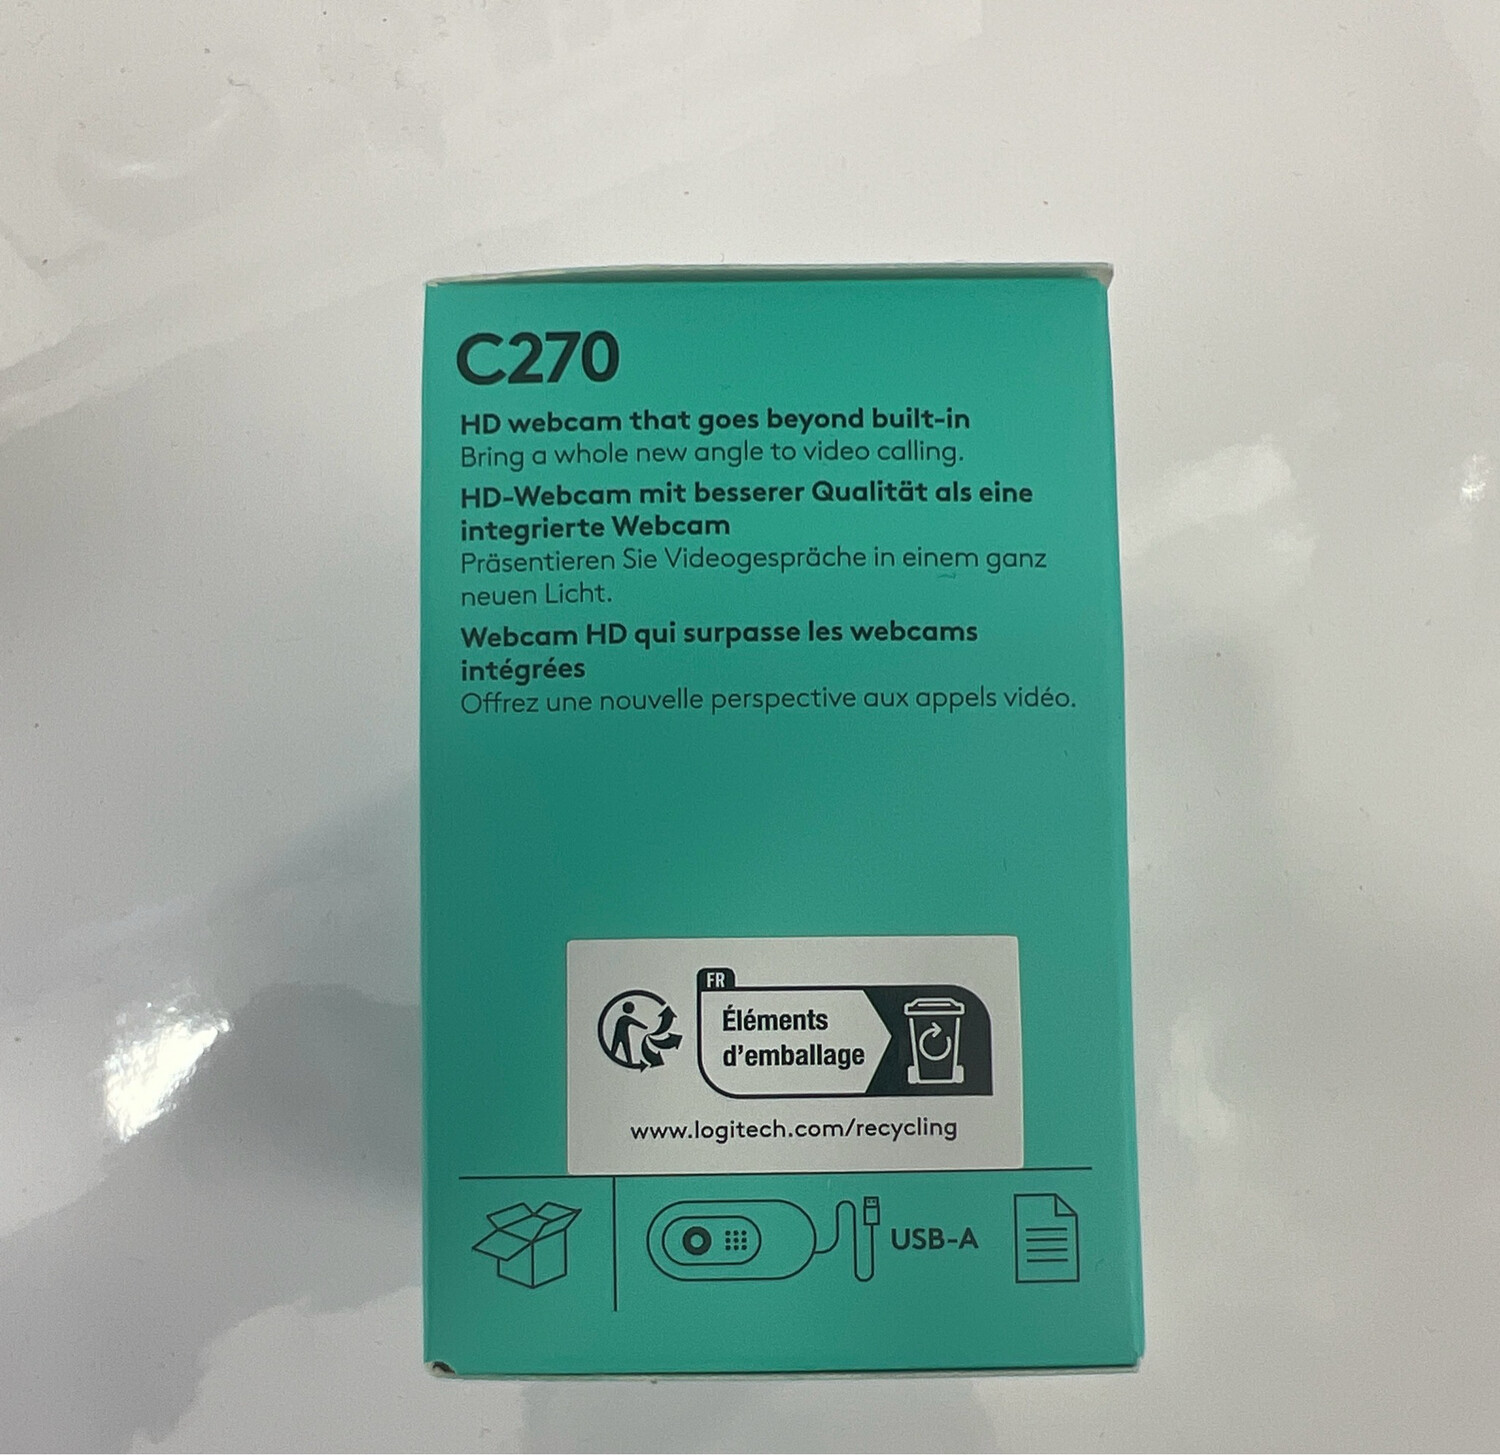 C270
HD webcam that goes beyond built-in
Bring a whole new angle to video calling.
HD-Webcam mit besserer Qualität als eine
integrierte Webcam
Präsentieren Sie Videogespräche in einem ganz
neuen Licht.
Webcam HD qui surpasse les webcams
intégrées
Offrez une nouvelle perspective aux appels vidéo.
FR
Éléments
d'emballage
www.logitech.com/recycling
USB-A